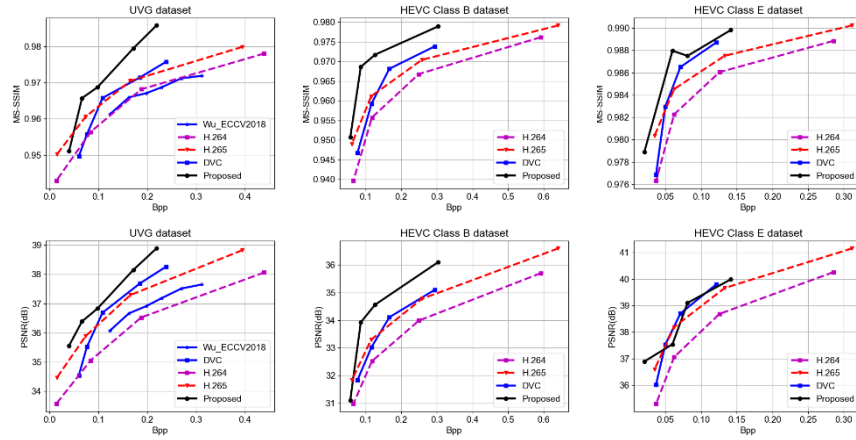 UVG dataset
MS-SSIM
0.98
0.97
0.96
0.95
0.0
0.1
0.2
0.3
0.4
Bpp
Wu_ECCV2018
H.264
H.265
DVC
Proposed
HEVC Class B dataset
MS-SSIM
0.980
0.975
0.970
0.965
0.960
0.955
0.950
0.945
0.940
0.1
0.2
0.3
0.4
0.5
0.6
Bpp
H.264
H.265
DVC
Proposed
HEVC Class E dataset
MS-SSIM
0.990
0.988
0.986
0.984
0.982
0.980
0.978
0.976
0.05
0.10
0.15
0.20
0.25
0.30
Bpp
H.264
H.265
DVC
Proposed
UVG dataset
PSNR(dB)
39
38
37
36
35
34
0.0
0.1
0.2
0.3
0.4
Bpp
Wu_ECCV2018
DVC
H.264
H.265
Proposed
HEVC Class B dataset
PSNR(dB)
36
35
34
33
32
31
0.1
0.2
0.3
0.4
0.5
0.6
Bpp
H.264
H.265
DVC
Proposed
HEVC Class E dataset
PSNR(dB)
41
40
39
38
37
36
0.05
0.10
0.15
0.20
0.25
0.30
Bpp
H.264
H.265
DVC
Proposed